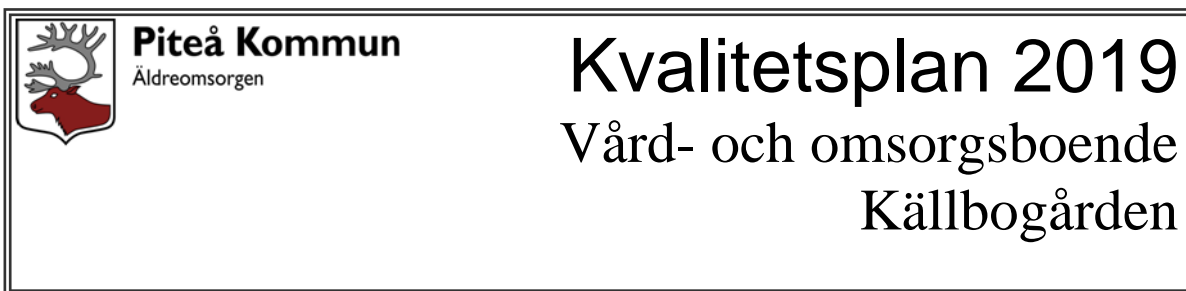 Piteå Kommun
Äldreomsorgen
Kvalitetsplan 2019
Vård- och omsorgsboende
Källbogården